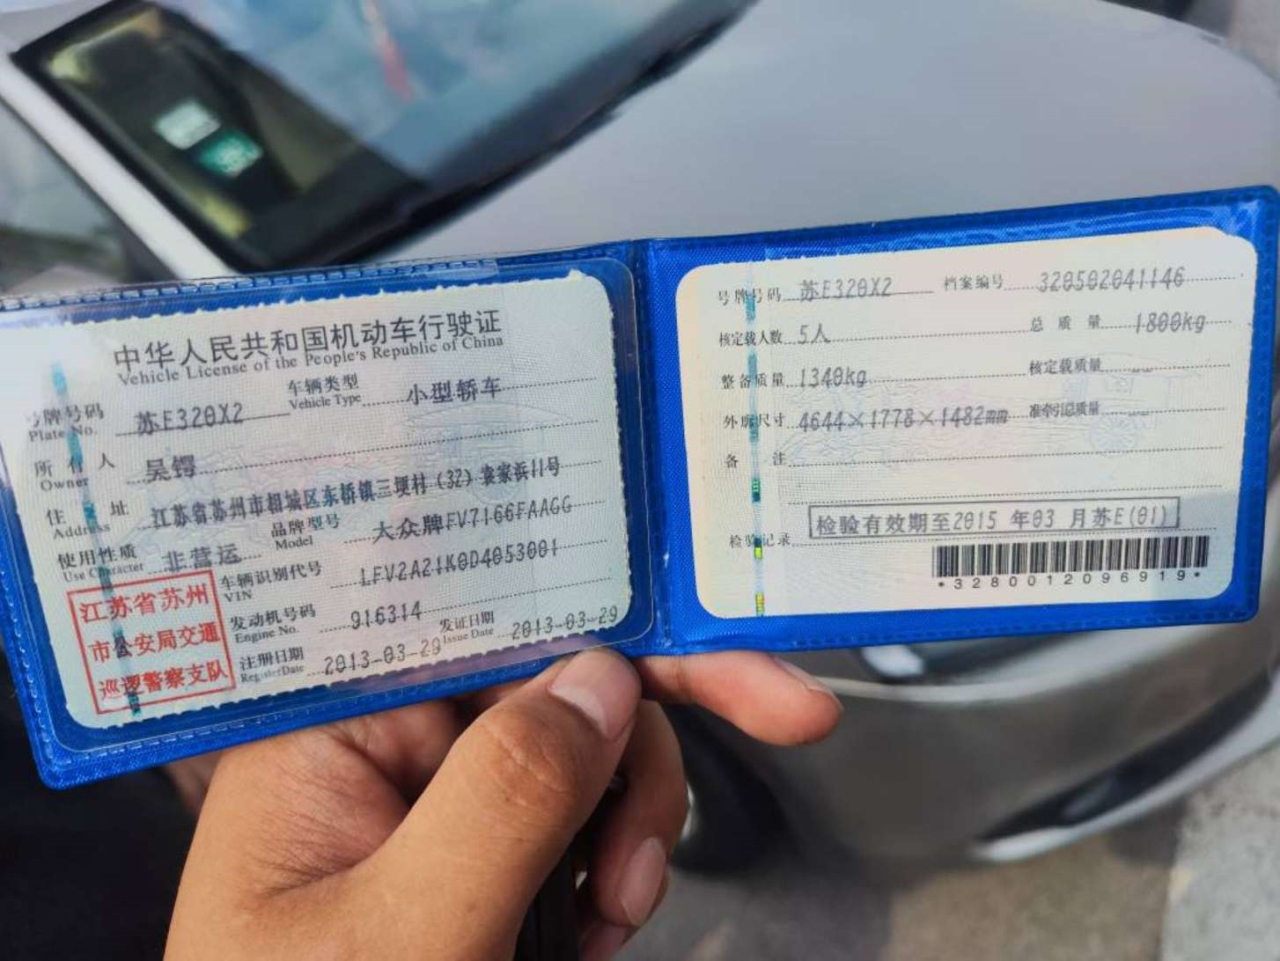 中华人民共和国机动车行驶证
Vehicle License of the People's Republic of China
号牌号码 苏E320X2 车辆类型 小型轿车
Plate No. Vehicle Type
所有人 吴锷
Owner
住址 江苏省苏州市相城区东桥镇三埂村(32)袁家浜11号
Address
使用性质 非营运 品牌型号 大众牌FV7166FAAGG
Use Character Model
江苏省苏州
市公安局交通
巡逻警察支队
车辆识别代号 LFV2A21K0D4053001
VIN
发动机号码 916314 发证日期 2013-03-29
Engine No. Issue Date
注册日期 2013-03-29
Register Date
号牌号码 苏E320X2 档案编号 320502041146
核定载人数 5人 总质量 1800kg
整备质量 1340kg 核定载质量 --
外廓尺寸 4644×1778×1482mm 准牵引总质量 --
备注
检验记录 检验有效期至2015 年03 月苏E(01)
*3280012096919*